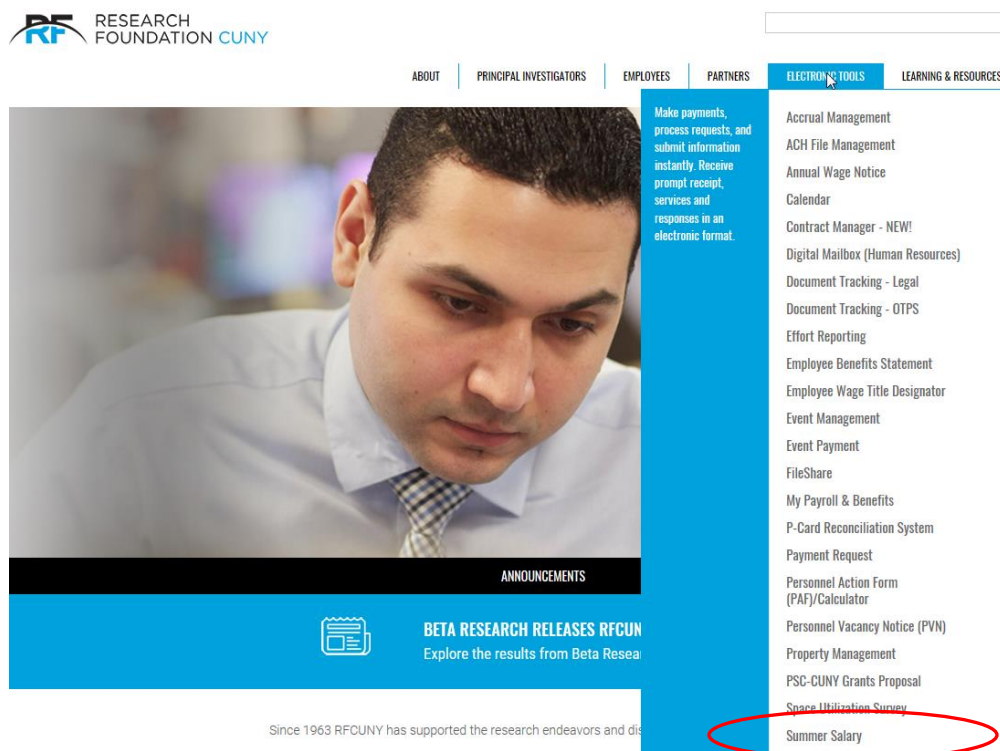 RF RESEARCH
FOUNDATION CUNY
ABOUT
PRINCIPAL INVESTIGATORS
EMPLOYEES
PARTNERS
ELECTRONIC TOOLS
LEARNING & RESOURCES
Make payments,
process requests, and
submit information
instantly. Receive
prompt receipt,
services and
responses in an
electronic format.
Accrual Management
ACH File Management
Annual Wage Notice
Calendar
Contract Manager - NEW!
Digital Mailbox (Human Resources)
Document Tracking - Legal
Document Tracking - OTPS
Effort Reporting
Employee Benefits Statement
Employee Wage Title Designator
Event Management
Event Payment
FileShare
My Payroll & Benefits
P-Card Reconciliation System
Payment Request
Personnel Action Form
(PAF)/Calculator
Personnel Vacancy Notice (PVN)
Property Management
PSC-CUNY Grants Proposal
Space Utilization Survey
Summer Salary
ANNOUNCEMENTS
BETA RESEARCH RELEASES RFCUN
Explore the results from Beta Resea
Since 1963 RFCUNY has supported the research endeavors and dis